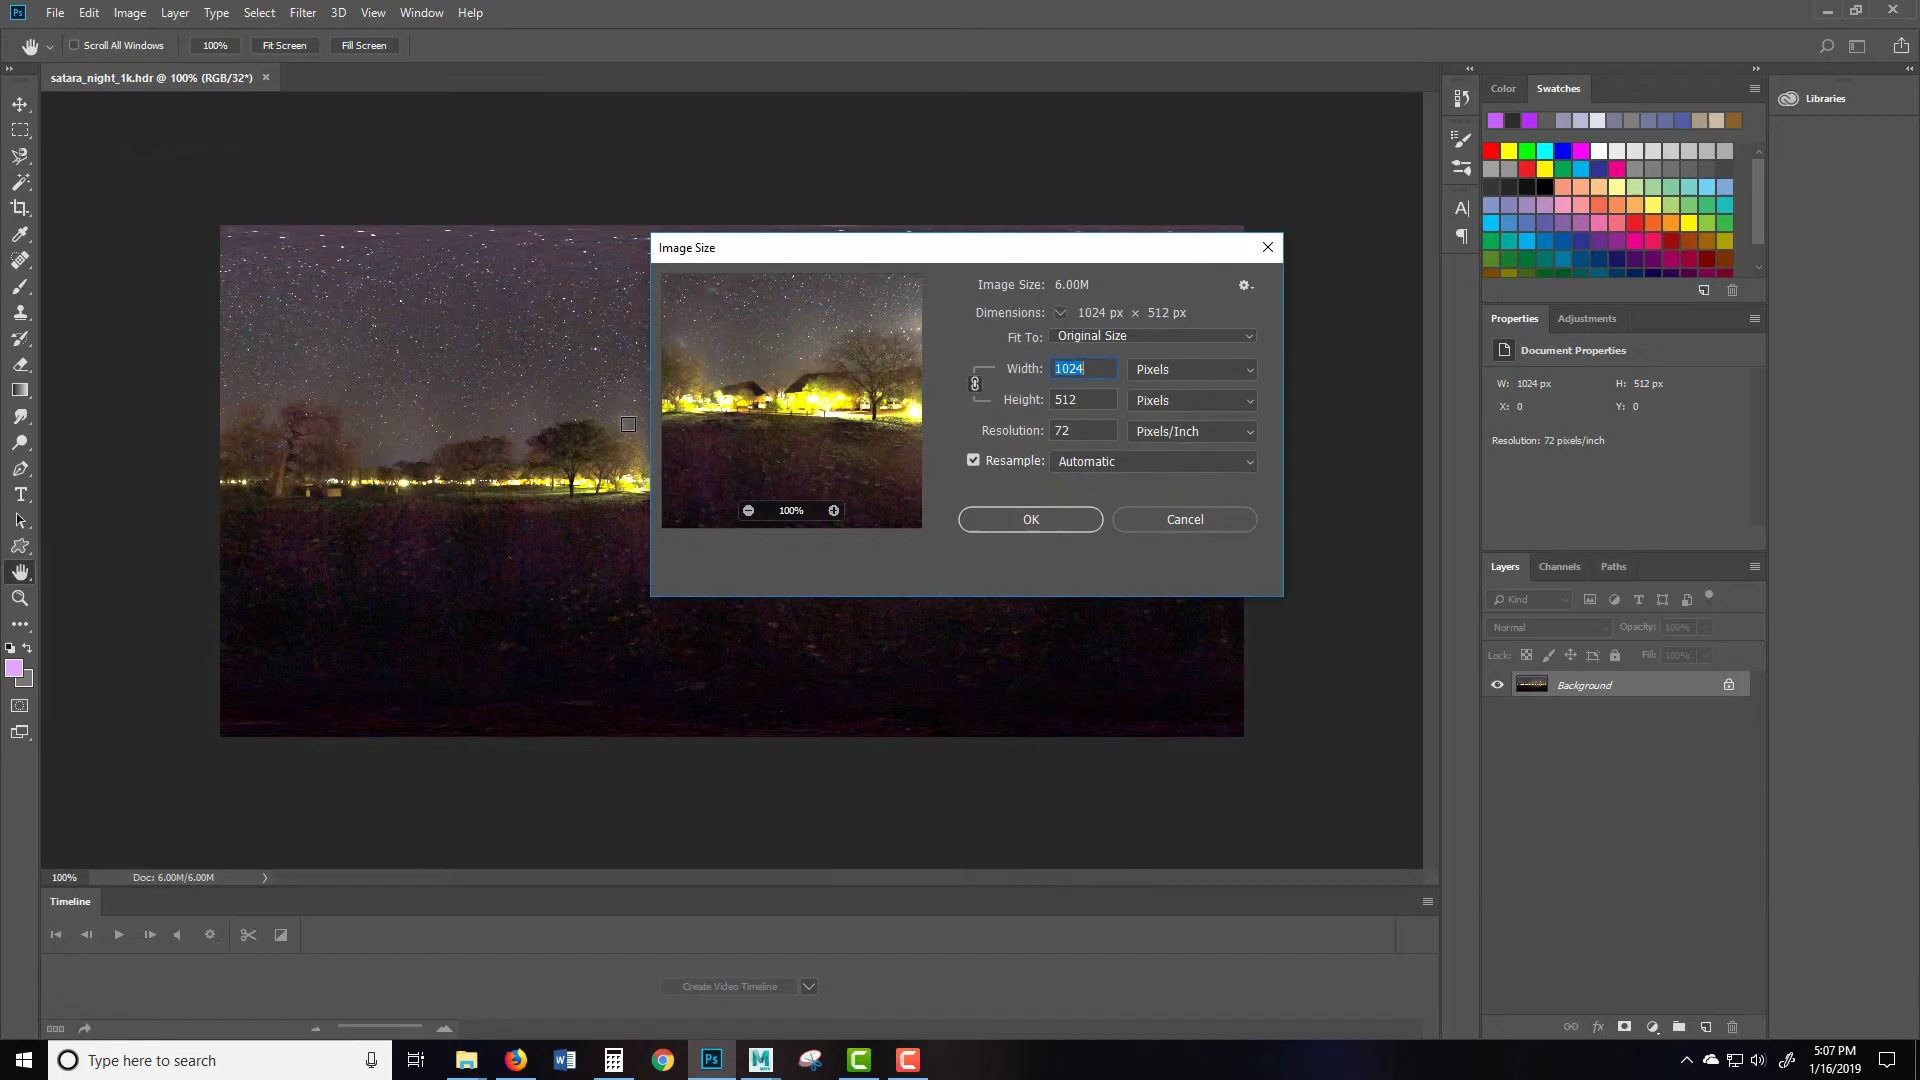 Ps File Edit Image Layer Type Select Filter 3D View Window Help
Scroll All Windows 100% Fit Screen Fill Screen
satara_night_1k.hdr @ 100% (RGB/32*)
Color Swatches
Libraries
Image Size
Image Size: 6.00M
Dimensions: 1024 px × 512 px
Fit To: Original Size
Width: 1024 Pixels
Height: 512 Pixels
Resolution: 72 Pixels/Inch
Resample: Automatic
100%
OK Cancel
Properties Adjustments
Document Properties
W: 1024 px H: 512 px
X: 0 Y: 0
Resolution: 72 pixels/inch
Layers Channels Paths
Kind
Normal Opacity: 100%
Lock: Fill: 100%
Background
100% Doc: 6.00M/6.00M
Timeline
Create Video Timeline
Type here to search
Ps
5:07 PM
1/16/2019